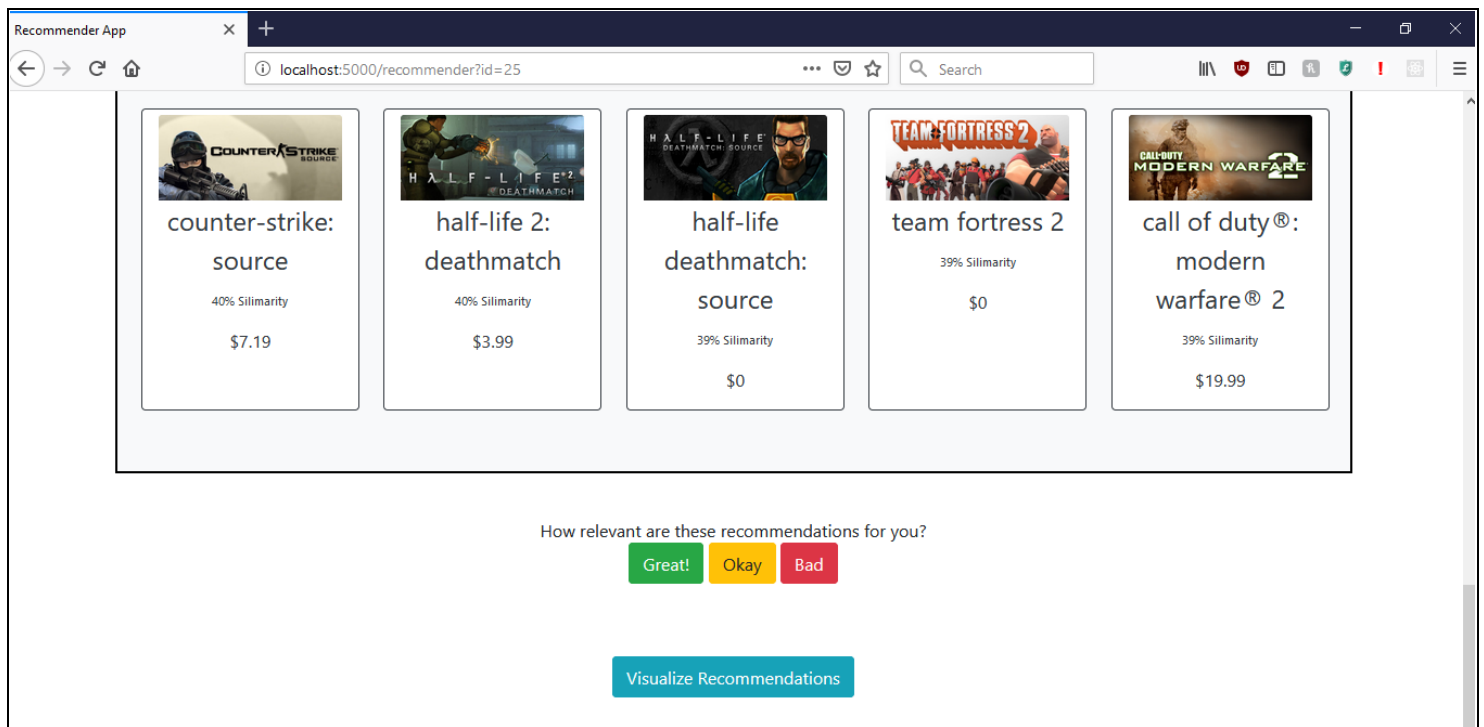 Recommender App
localhost:5000/recommender?id=25
Search
COUNTER STRIKE
SOURCE
HλLF-LIFE²
DEATHMATCH
HALF-LIFE
DEATHMATCH: SOURCE
TEAM FORTRESS 2
CALL OF DUTY
MODERN WARFARE
2
counter-strike:
source
40% Silimarity
$7.19
half-life 2:
deathmatch
40% Silimarity
$3.99
half-life
deathmatch:
source
39% Silimarity
$0
team fortress 2
39% Silimarity
$0
call of duty®:
modern
warfare® 2
39% Silimarity
$19.99
How relevant are these recommendations for you?
Great!
Okay
Bad
Visualize Recommendations